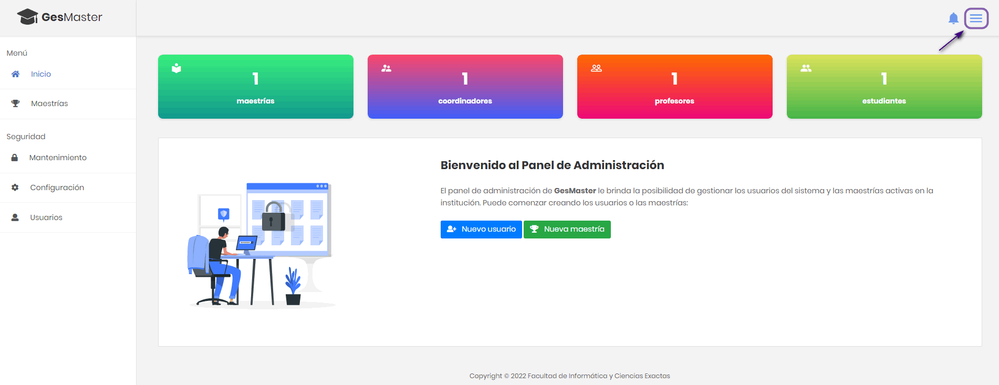 GesMaster
Menú
Inicio
Maestrías
Seguridad
Mantenimiento
Configuración
Usuarios
1
maestrías
1
coordinadores
1
profesores
1
estudiantes
Bienvenido al Panel de Administración
El panel de administración de GesMaster le brinda la posibilidad de gestionar los usuarios del sistema y las maestrías activas en la
institución. Puede comenzar creando los usuarios o las maestrías:
Nuevo usuario
Nueva maestría
Copyright © 2022 Facultad de Informática y Ciencias Exactas